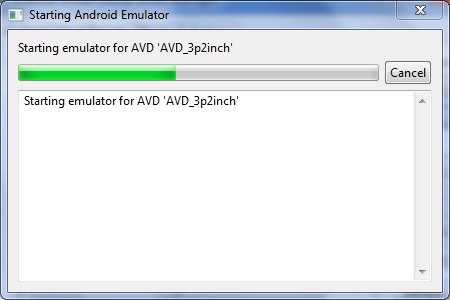 Starting Android Emulator
Starting emulator for AVD 'AVD_3p2inch'
Cancel
Starting emulator for AVD 'AVD_3p2inch'